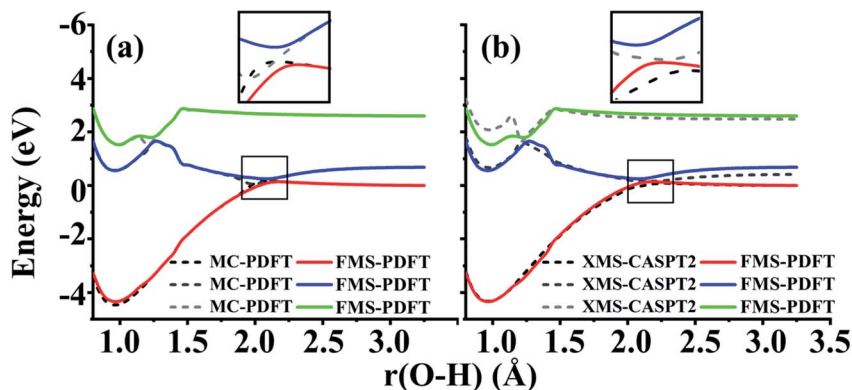 -6
(a)
(b)
4
2
0
-2
-4
Energy (eV)
MC-PDFT FMS-PDFT
MC-PDFT FMS-PDFT
MC-PDFT FMS-PDFT
XMS-CASPT2 FMS-PDFT
XMS-CASPT2 FMS-PDFT
XMS-CASPT2 FMS-PDFT
1.0 1.5 2.0 2.5 3.0 1.0 1.5 2.0 2.5 3.0 3.5
r(O-H) (Å)